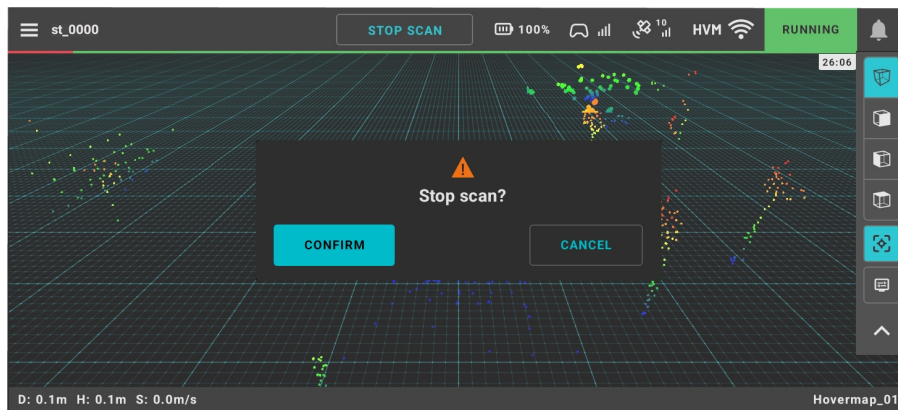 st_0000
STOP SCAN
100%
10
HVM
RUNNING
26:06
Stop scan?
CONFIRM
CANCEL
D: 0.1m H: 0.1m S: 0.0m/s
Hovermap_01